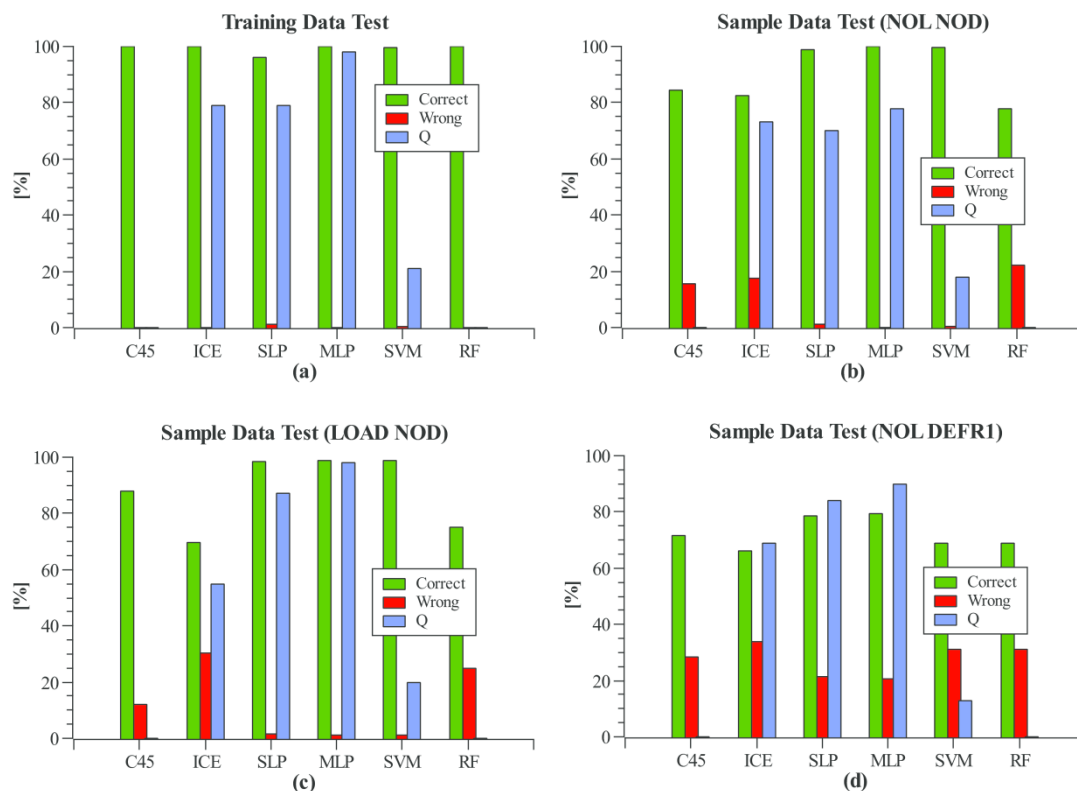 Training Data Test
100
80
60
40
20
0
[%]
Correct
Wrong
Q
C45 ICE SLP MLP SVM RF
(a)
Sample Data Test (NOL NOD)
100
80
60
40
20
0
[%]
Correct
Wrong
Q
C45 ICE SLP MLP SVM RF
(b)
Sample Data Test (LOAD NOD)
100
80
60
40
20
0
[%]
Correct
Wrong
Q
C45 ICE SLP MLP SVM RF
(c)
Sample Data Test (NOL DEFR1)
100
80
60
40
20
0
[%]
Correct
Wrong
Q
C45 ICE SLP MLP SVM RF
(d)